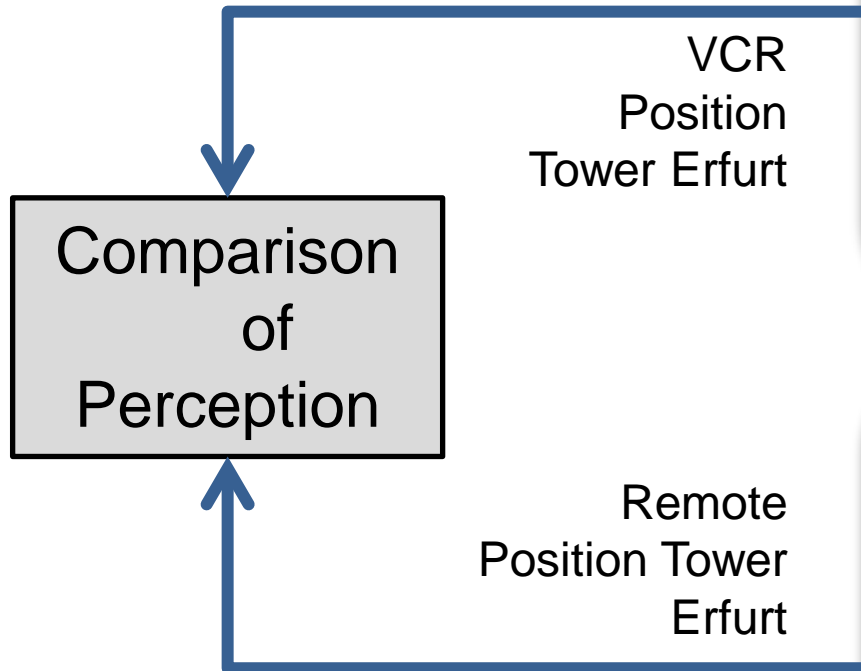 VCR
Position
Tower Erfurt
Comparison
of
Perception
Remote
Position Tower
Erfurt